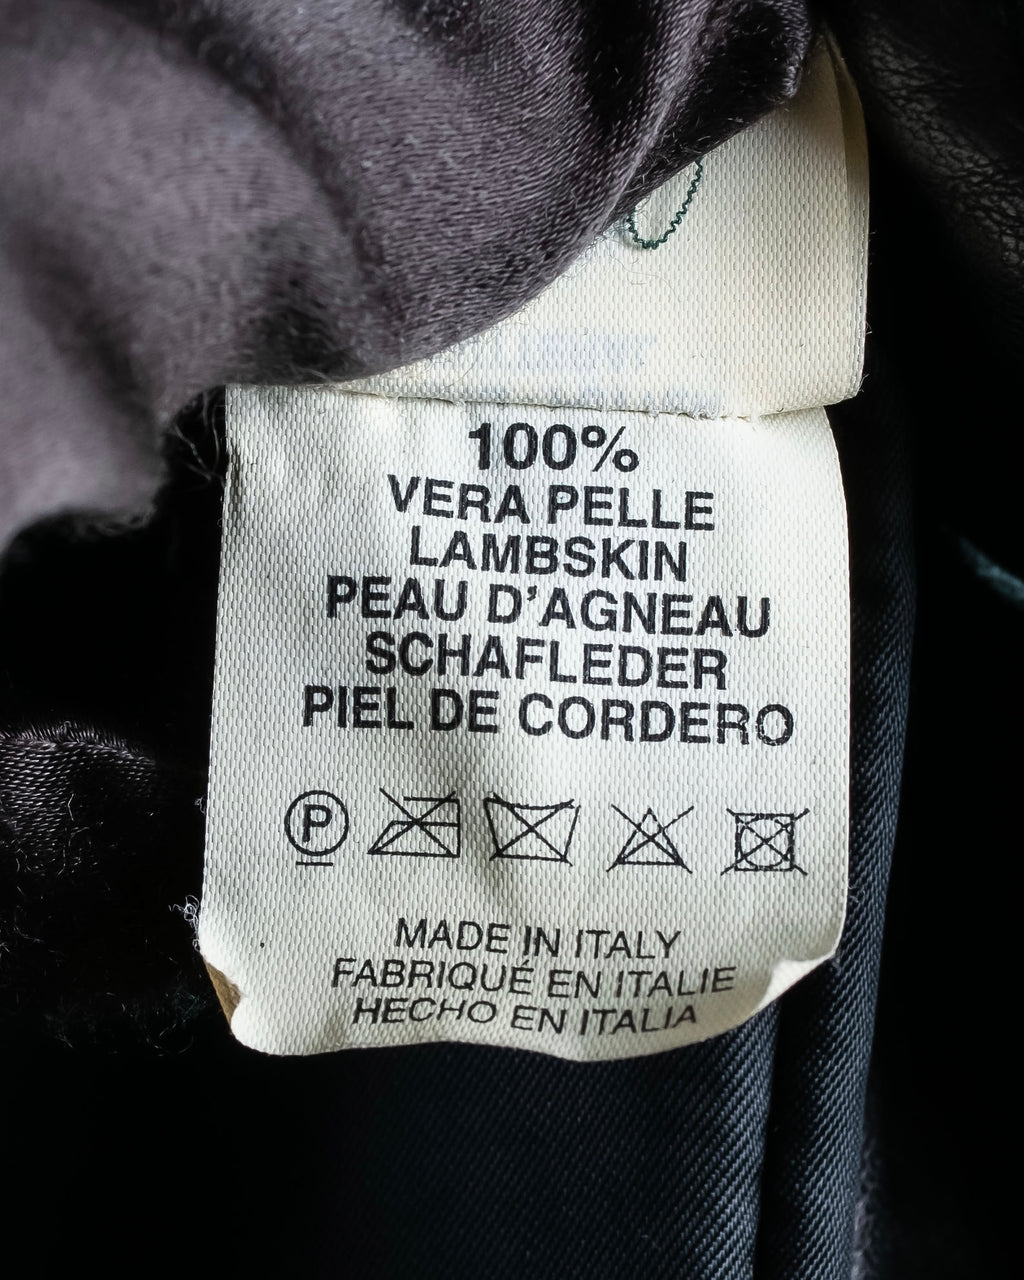 100%
VERA PELLE
LAMBSKIN
PEAU D'AGNEAU
SCHAFLEDER
PIEL DE CORDERO
P
MADE IN ITALY
FABRIQUÉ EN ITALIE
HECHO EN ITALIA